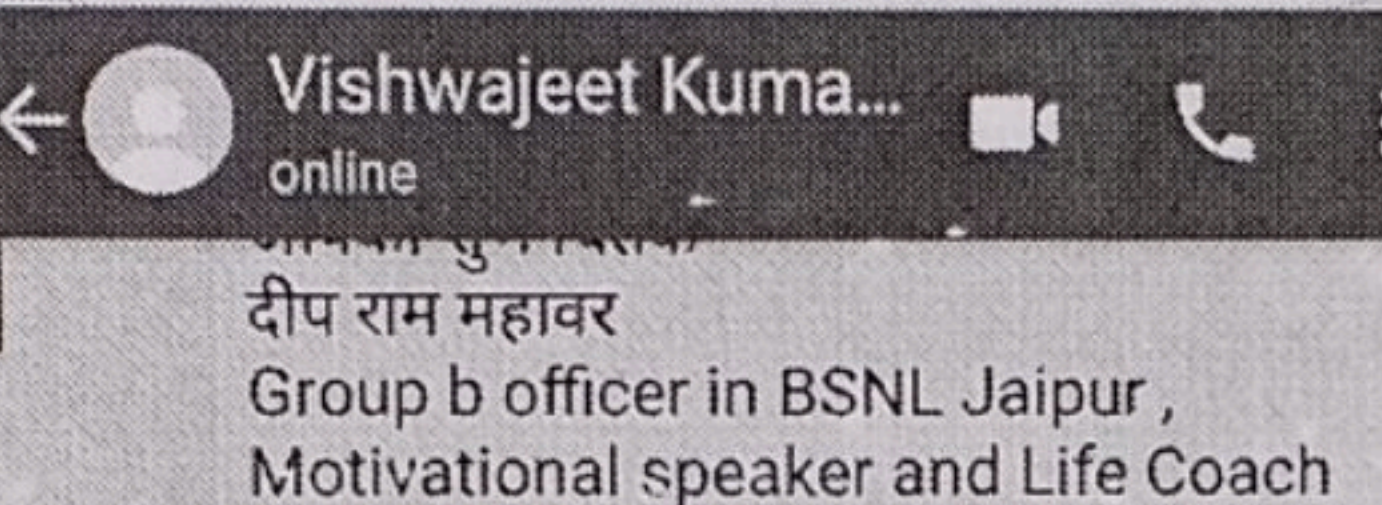 Vishwajeet Kuma...
online
दीप राम महावर
Group b officer in BSNL Jaipur ,
Motivational speaker and Life Coach